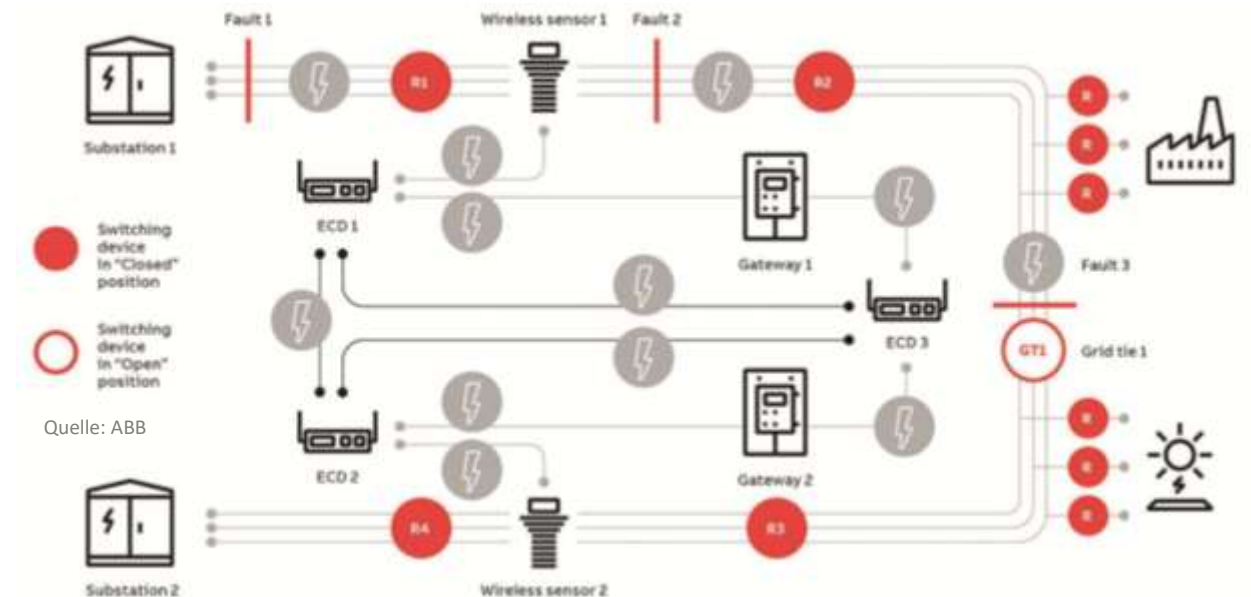 Fault 1
Wireless sensor 1
Fault 2
R1
R2
R
R
R
Substation 1
ECD 1
Gateway 1
Switching
device
in "Closed"
position
Fault 3
ECD 3
GT1
Grid tie 1
Switching
device
in "Open"
position
Quelle: ABB
ECD 2
Gateway 2
R
R
R
R4
R3
Substation 2
Wireless sensor 2